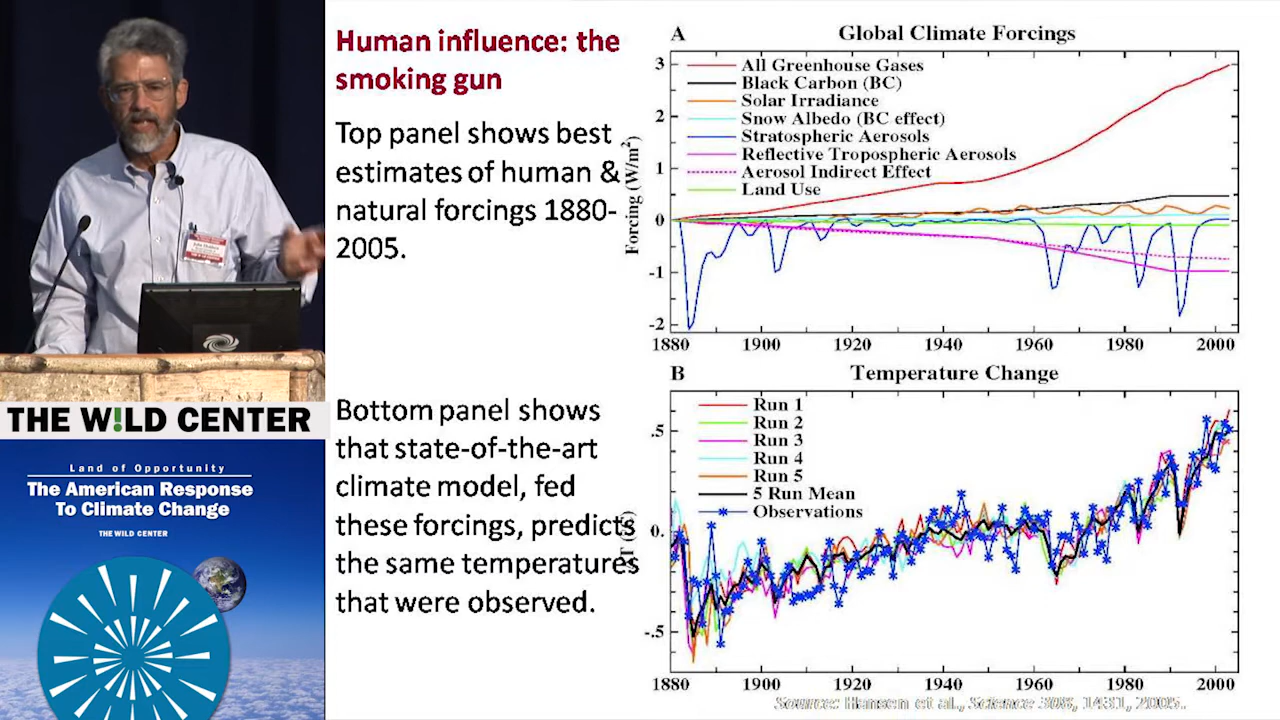 Human influence: the
smoking gun
Top panel shows best
estimates of human &
natural forcings 1880-
2005.
Bottom panel shows
that state-of-the-art
climate model, fed
these forcings, predicts
the same temperatures
that were observed.
A
Global Climate Forcings
All Greenhouse Gases
Black Carbon (BC)
Solar Irradiance
Snow Albedo (BC effect)
Stratospheric Aerosols
Reflective Tropospheric Aerosols
Aerosol Indirect Effect
Land Use
Forcing (W/m²)
3
2
1
0
-1
-2
1880 1900 1920 1940 1960 1980 2000
B
Temperature Change
Run 1
Run 2
Run 3
Run 4
Run 5
5 Run Mean
Observations
.5
0.
-.5
1880 1900 1920 1940 1960 1980 2000
Source: Hansen et al., Science 308, 1431, 2005.
THE W!LD CENTER
Land of Opportunity
The American Response
To Climate Change
THE WILD CENTER